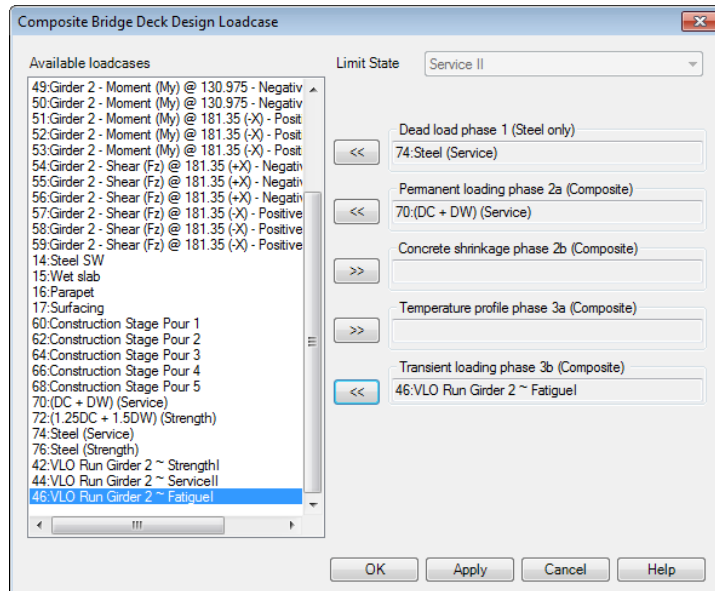 Composite Bridge Deck Design Loadcase
Available loadcases
49:Girder 2 - Moment (My) @ 130.975 - Negativ
50:Girder 2 - Moment (My) @ 130.975 - Negativ
51:Girder 2 - Moment (My) @ 181.35 (-X) - Positi
52:Girder 2 - Moment (My) @ 181.35 (-X) - Posit
53:Girder 2 - Moment (My) @ 181.35 (-X) - Posit
54:Girder 2 - Shear (Fz) @ 181.35 (+X) - Negativ
55:Girder 2 - Shear (Fz) @ 181.35 (+X) - Negativ
56:Girder 2 - Shear (Fz) @ 181.35 (+X) - Negativ
57:Girder 2 - Shear (Fz) @ 181.35 (-X) - Positive
58:Girder 2 - Shear (Fz) @ 181.35 (-X) - Positive
59:Girder 2 - Shear (Fz) @ 181.35 (-X) - Positive
14:Steel SW
15:Wet slab
16:Parapet
17:Surfacing
60:Construction Stage Pour 1
62:Construction Stage Pour 2
64:Construction Stage Pour 3
66:Construction Stage Pour 4
68:Construction Stage Pour 5
70:(DC + DW) (Service)
72:(1.25DC + 1.5DW) (Strength)
74:Steel (Service)
76:Steel (Strength)
42:VLO Run Girder 2 ~ StrengthI
44:VLO Run Girder 2 ~ ServiceII
46:VLO Run Girder 2 ~ FatigueI
Limit State
Service II
Dead load phase 1 (Steel only)
<<
74:Steel (Service)
Permanent loading phase 2a (Composite)
<<
70:(DC + DW) (Service)
Concrete shrinkage phase 2b (Composite)
>>
Temperature profile phase 3a (Composite)
>>
Transient loading phase 3b (Composite)
<<
46:VLO Run Girder 2 ~ FatigueI
OK
Apply
Cancel
Help